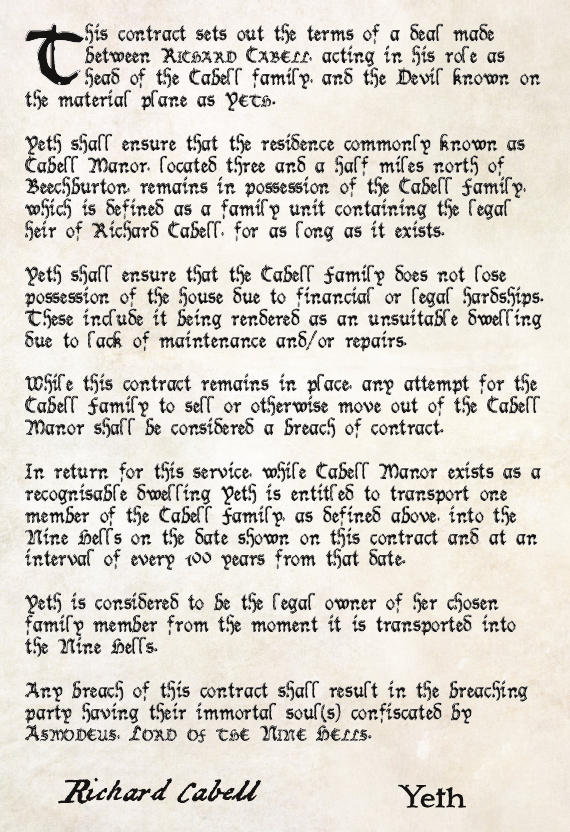 This contract sets out the terms of a deal made
between RICHARD CABELL, acting in his role as
head of the Cabell family, and the Devil known on
the material plane as YETH.
Yeth shall ensure that the residence commonly known as
Cabell Manor, located three and a half miles north of
Beechburton, remains in possession of the Cabell Family,
which is defined as a family unit containing the legal
heir of Richard Cabell, for as long as it exists.
Yeth shall ensure that the Cabell Family does not lose
possession of the house due to financial or legal hardships.
These include it being rendered as an unsuitable dwelling
due to lack of maintenance and/or repairs.
While this contract remains in place, any attempt for the
Cabell Family to sell or otherwise move out of the Cabell
Manor shall be considered a breach of contract.
In return for this service, while Cabell Manor exists as a
recognisable dwelling Yeth is entitled to transport one
member of the Cabell Family, as defined above, into the
Nine Hells on the date shown on this contract and at an
interval of every 100 years from that date.
Yeth is considered to be the legal owner of her chosen
family member from the moment it is transported into
the Nine Hells.
Any breach of this contract shall result in the breaching
party having their immortal soul(s) confiscated by
ASMODEUS, LORD OF THE NINE HELLS.
Richard Cabell Yeth